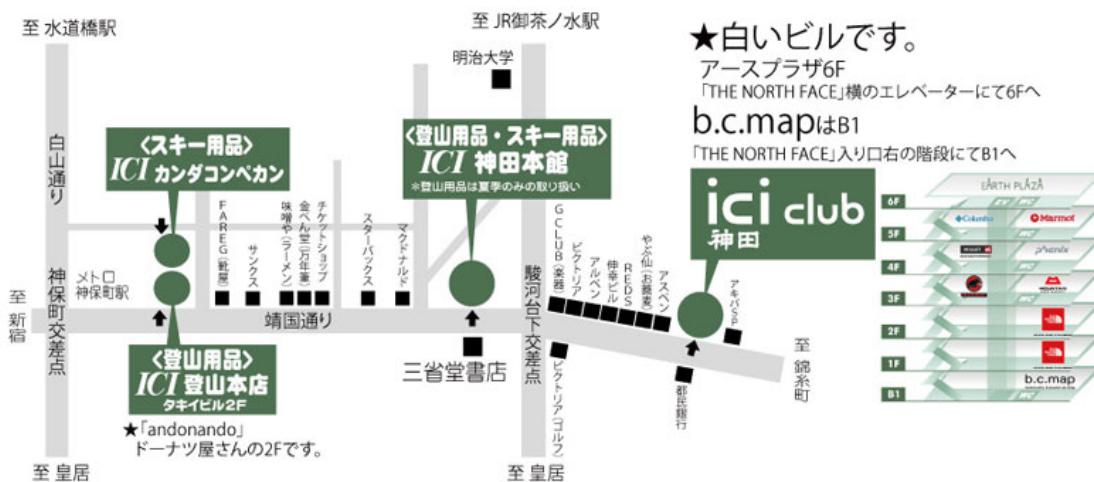 至 水道橋駅
至 JR御茶ノ水駅
明治大学
白山通り
〈スキー用品〉
ICI カンダコンペカン
〈登山用品・スキー用品〉
ICI 神田本館
*登山用品は夏季のみの取り扱い
★白いビルです。
アースプラザ6F
「THE NORTH FACE」横のエレベーターにて6Fへ
b.c.mapはB1
「THE NORTH FACE」入り口右の階段にてB1へ
ici club
神田
FAREG(靴屋)
サンクス
味噌や(ラーメン)
金ペン堂(万年筆)
チケットショップ
スターバックス
マクドナルド
GCLUB(楽器)
ビクトリア
アルペン
伸幸ビル
REDS
やぶ仙(お蕎麦)
アスペン
アキバSP
メトロ
神保町駅
至 新宿
神保町交差点
靖国通り
駿河台下交差点
至 錦糸町
〈登山用品〉
ICI 登山本店
タキイビル2F
★「andonando」
ドーナツ屋さんの2Fです。
三省堂書店
ビクトリア(ゴルフ)
都民銀行
至 皇居
至 皇居
EARTH PLAZA
6F
EV
WC
Columbia
Marmot
5F
WC
phenix
4F
WC
MOUNTAIN
3F
WC
2F
1F
b.c.map
B1